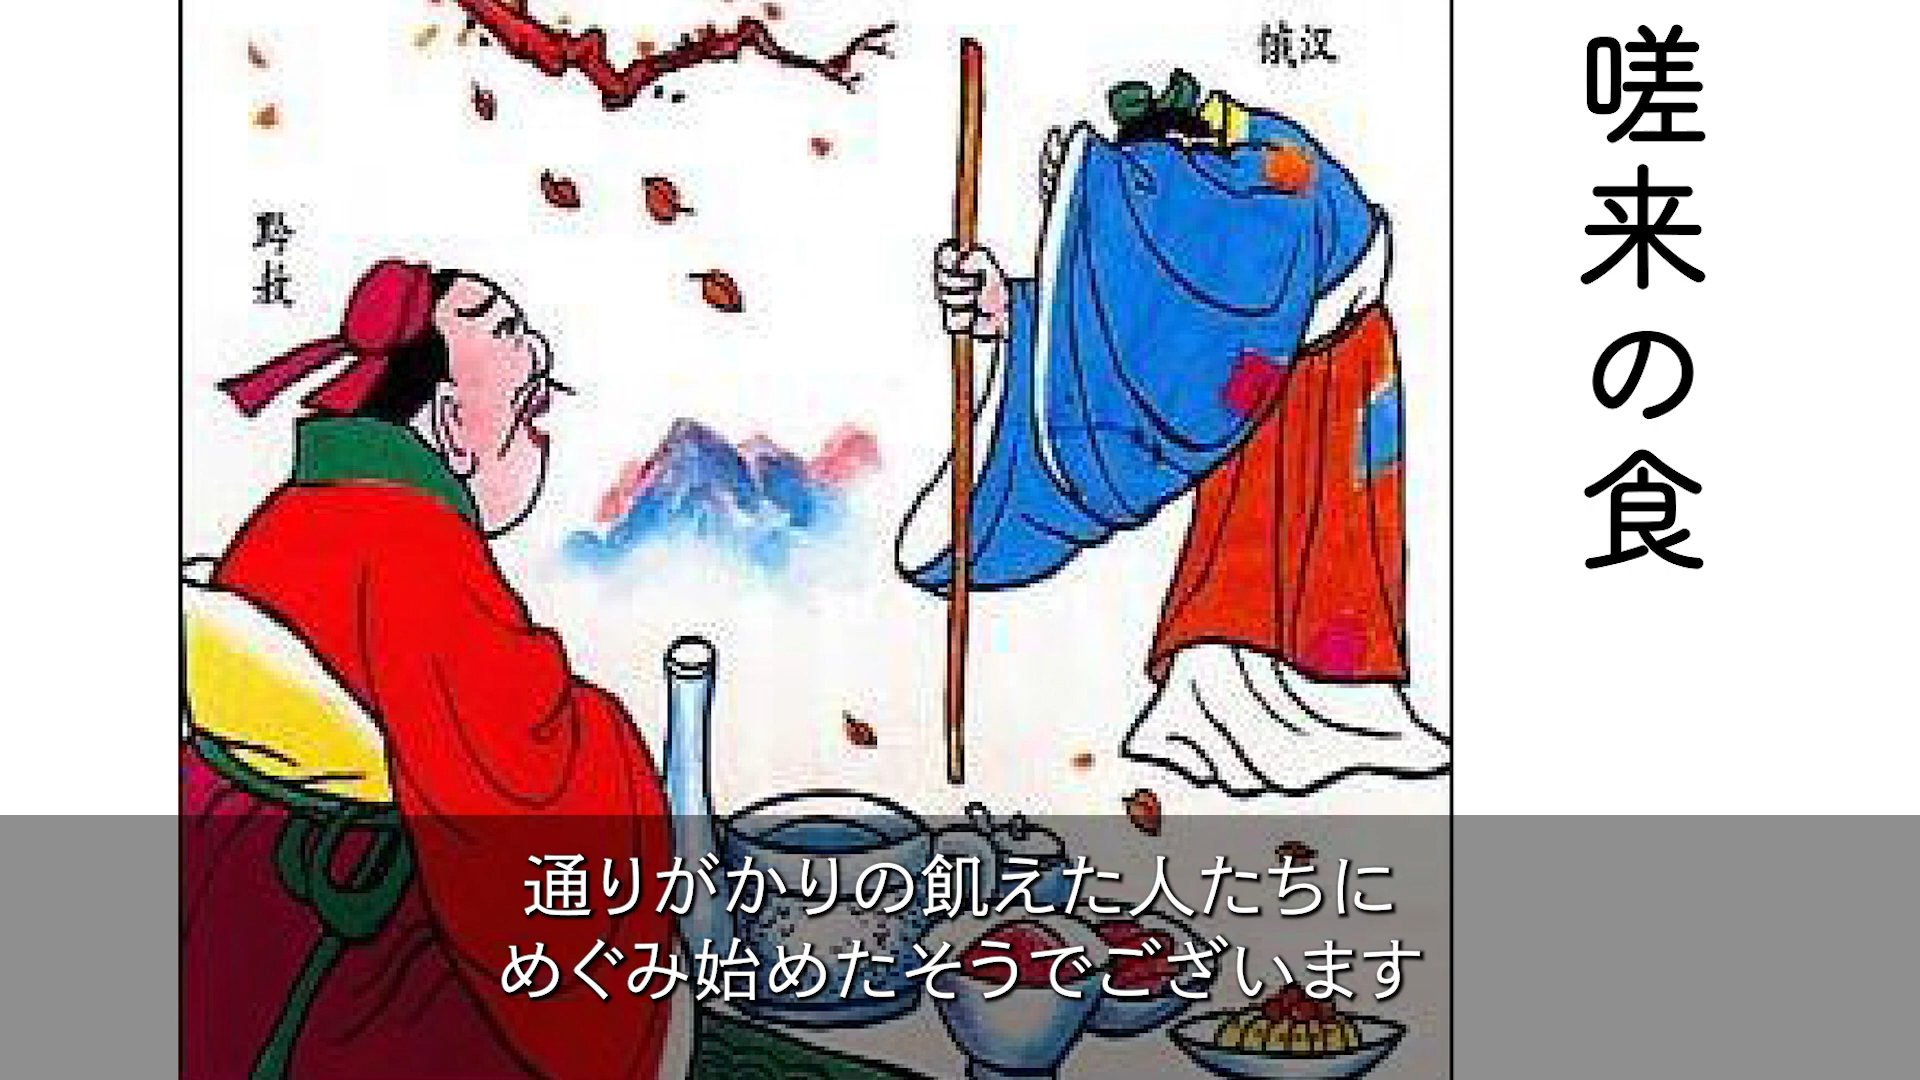 嗟来の食
饿汉
黔敖
通りがかりの飢えた人たちに
めぐみ始めたそうでございます